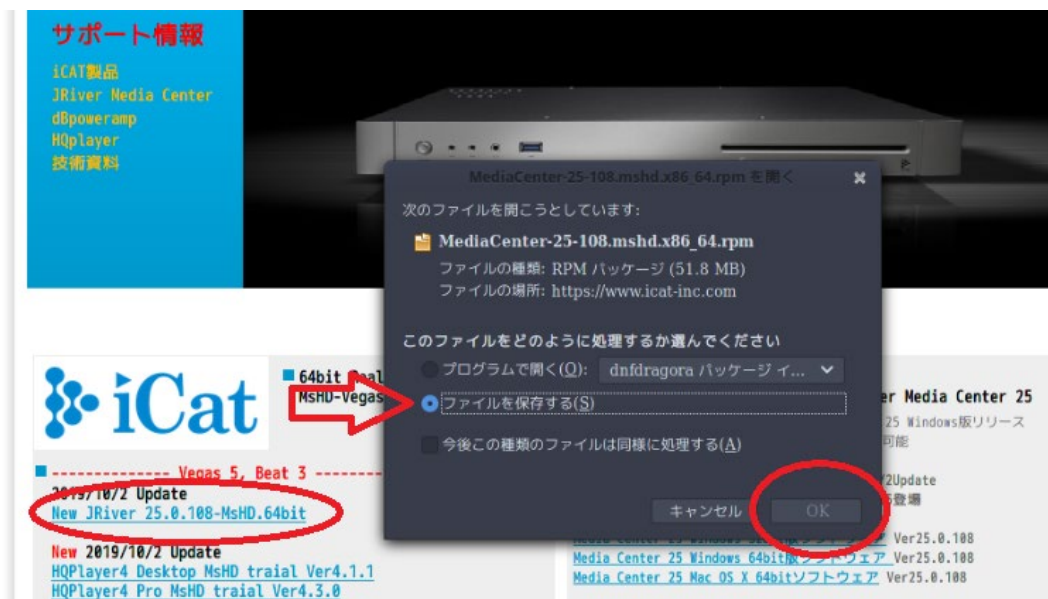 サポート情報
iCAT製品
JRiver Media Center
dBpoweramp
HQplayer
技術資料
MediaCenter-25-108.mshd.x86_64.rpm を開く
次のファイルを開こうとしています:
MediaCenter-25-108.mshd.x86_64.rpm
ファイルの種類: RPM パッケージ (51.8 MB)
ファイルの場所: https://www.icat-inc.com
このファイルをどのように処理するか選んでください
プログラムで開く(O): dnfdragora パッケージ イ...
ファイルを保存する(S)
今後この種類のファイルは同様に処理する(A)
キャンセル OK
iCat
64bit
MsHD-Vegas
-------------- Vegas 5, Beat 3 --------
2019/10/2 Update
New JRiver 25.0.108-MsHD.64bit
New 2019/10/2 Update
HQPlayer4 Desktop MsHD traial Ver4.1.1
HQPlayer4 Pro MsHD traial Ver4.3.0
Media Center 25
25 Windows版リリース
可能
Update
登場
Ver25.0.108
Media Center 25 Windows 64bit版ソフトウェア Ver25.0.108
Media Center 25 Mac OS X 64bitソフトウェア Ver25.0.108